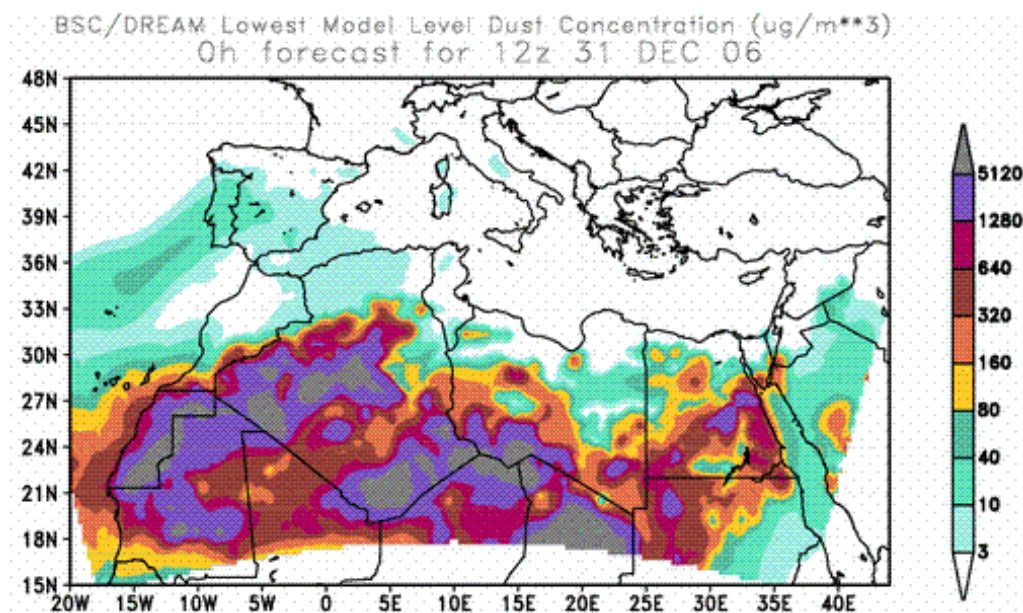 BSC/DREAM Lowest Model Level Dust Concentration (ug/m**3)
0h forecast for 12z 31 DEC 06
48N
45N
42N
39N
36N
33N
30N
27N
24N
21N
18N
15N
20W 15W 10W 5W 0 5E 10E 15E 20E 25E 30E 35E 40E
5120
1280
640
320
160
80
40
10
3